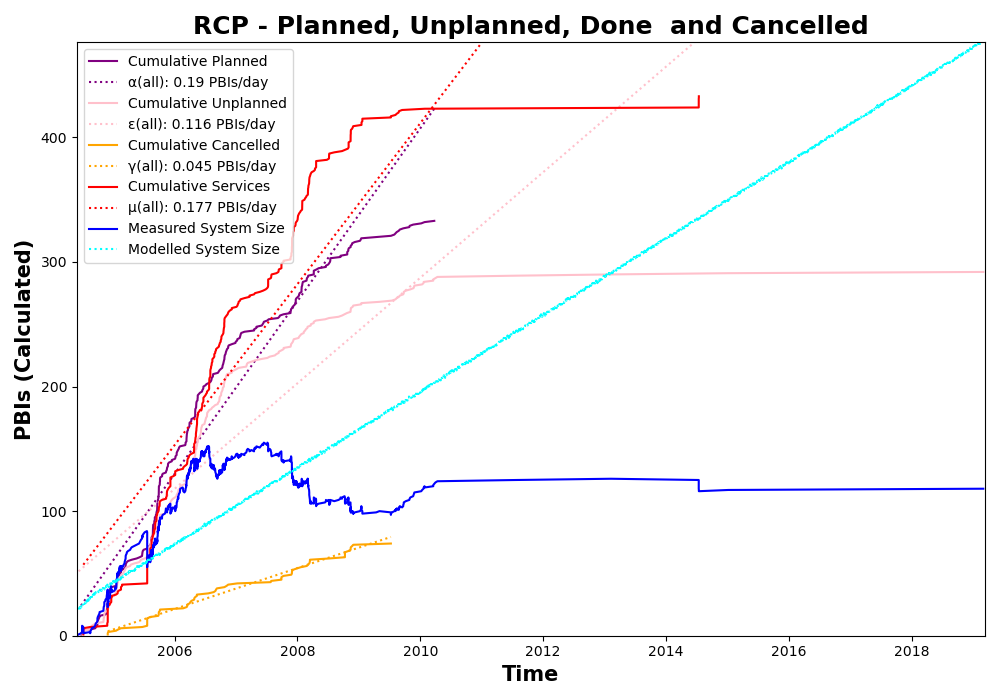 RCP - Planned, Unplanned, Done  and Cancelled
Cumulative Planned
α(all): 0.19 PBIs/day
Cumulative Unplanned
ε(all): 0.116 PBIs/day
Cumulative Cancelled
γ(all): 0.045 PBIs/day
Cumulative Services
μ(all): 0.177 PBIs/day
Measured System Size
Modelled System Size
PBIs (Calculated)
400
300
200
100
0
2006 2008 2010 2012 2014 2016 2018
Time